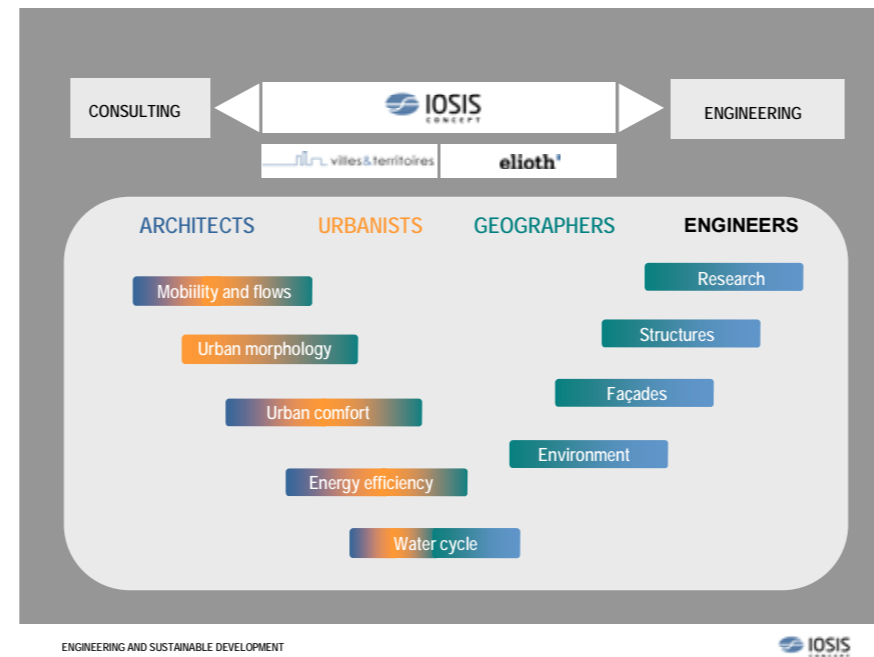 CONSULTING
IOSIS
CONCEPT
ENGINEERING
villes&territoires
elioth
ARCHITECTS
URBANISTS
GEOGRAPHERS
ENGINEERS
Mobiility and flows
Research
Structures
Urban morphology
Façades
Urban comfort
Environment
Energy efficiency
Water cycle
ENGINEERING AND SUSTAINABLE DEVELOPMENT
IOSIS
CONCEPT